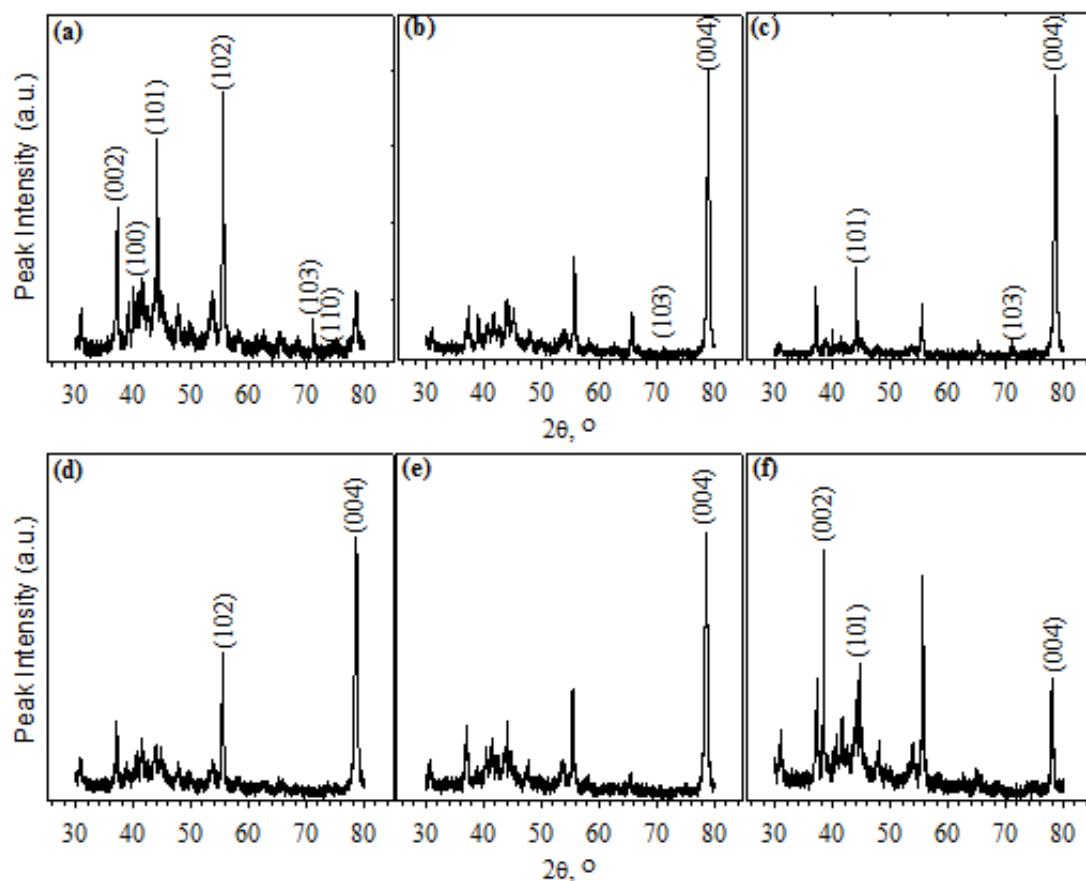 (a) (002) (100) (101) (102) (103) (110)
(b) (103) (004)
(c) (101) (103) (004)
Peak Intensity (a.u.)
30 40 50 60 70 80 30 40 50 60 70 80 30 40 50 60 70 80
2θ, O
(d) (102) (004)
(e) (004)
(f) (002) (101) (004)
Peak Intensity (a.u.)
30 40 50 60 70 80 30 40 50 60 70 80 30 40 50 60 70 80
2θ, O